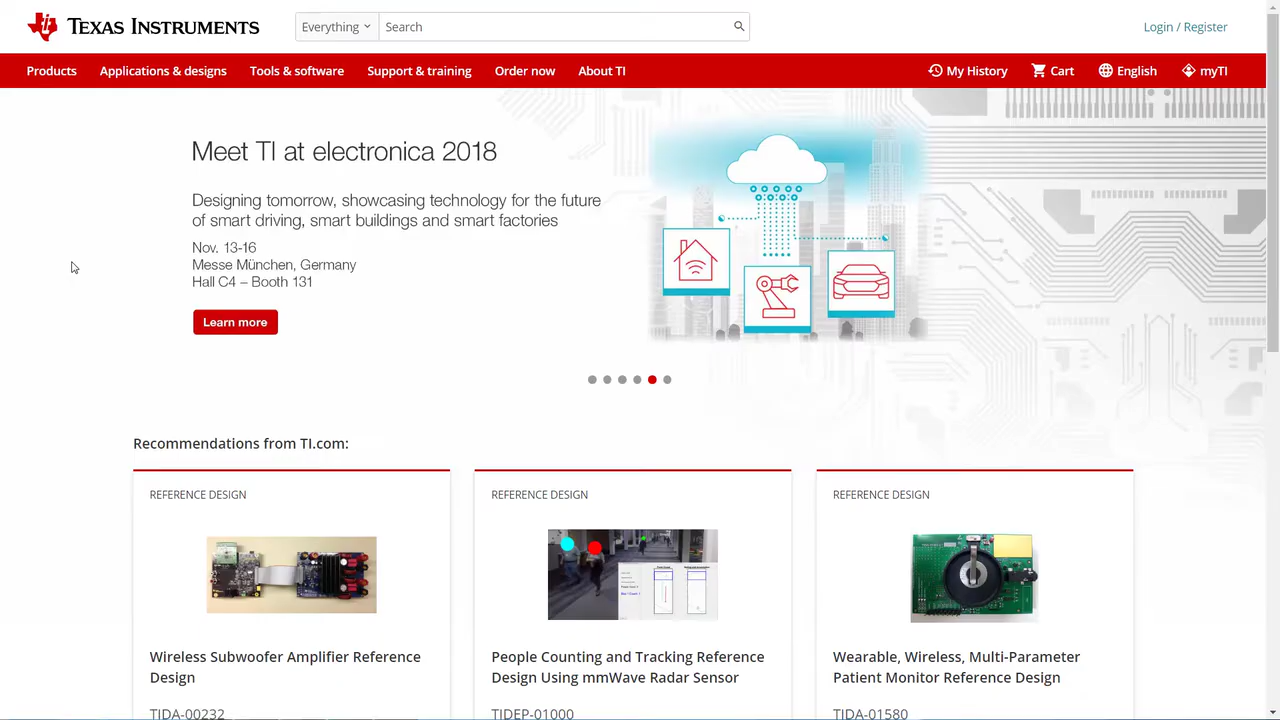 TEXAS INSTRUMENTS
Everything
Search
Login / Register
Products Applications & designs Tools & software Support & training Order now About TI My History Cart English myTI
Meet TI at electronica 2018
Designing tomorrow, showcasing technology for the future
of smart driving, smart buildings and smart factories
Nov. 13-16
Messe München, Germany
Hall C4 – Booth 131
Learn more
Recommendations from TI.com:
REFERENCE DESIGN
Wireless Subwoofer Amplifier Reference
Design
TIDA-00232
REFERENCE DESIGN
People Counting and Tracking Reference
Design Using mmWave Radar Sensor
TIDEP-01000
REFERENCE DESIGN
Wearable, Wireless, Multi-Parameter
Patient Monitor Reference Design
TIDA-01580